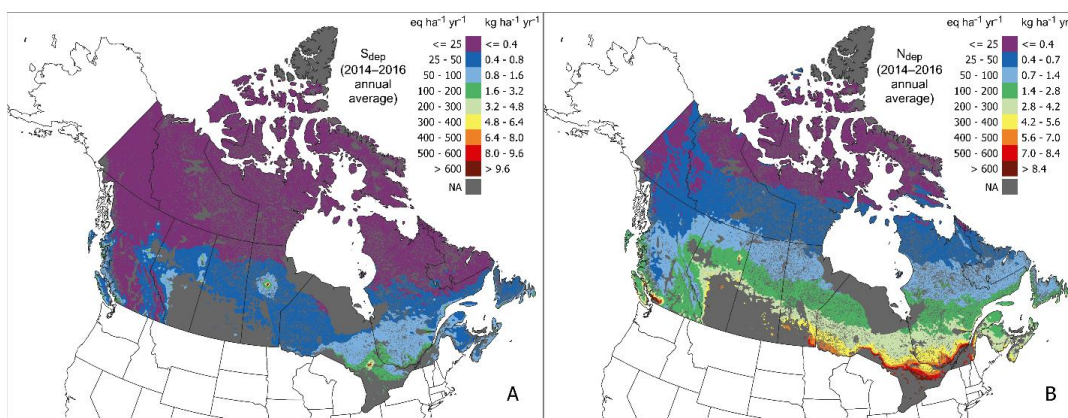 eq ha-1 yr-1 kg ha-1 yr-1
<= 25 <= 0.4
25 - 50 0.4 - 0.8
50 - 100 0.8 - 1.6
100 - 200 1.6 - 3.2
200 - 300 3.2 - 4.8
300 - 400 4.8 - 6.4
400 - 500 6.4 - 8.0
500 - 600 8.0 - 9.6
> 600 > 9.6
NA
Sdep
(2014–2016
annual
average)
A
eq ha-1 yr-1 kg ha-1 yr-1
<= 25 <= 0.4
25 - 50 0.4 - 0.7
50 - 100 0.7 - 1.4
100 - 200 1.4 - 2.8
200 - 300 2.8 - 4.2
300 - 400 4.2 - 5.6
400 - 500 5.6 - 7.0
500 - 600 7.0 - 8.4
> 600 > 8.4
NA
Ndep
(2014–2016
annual
average)
B